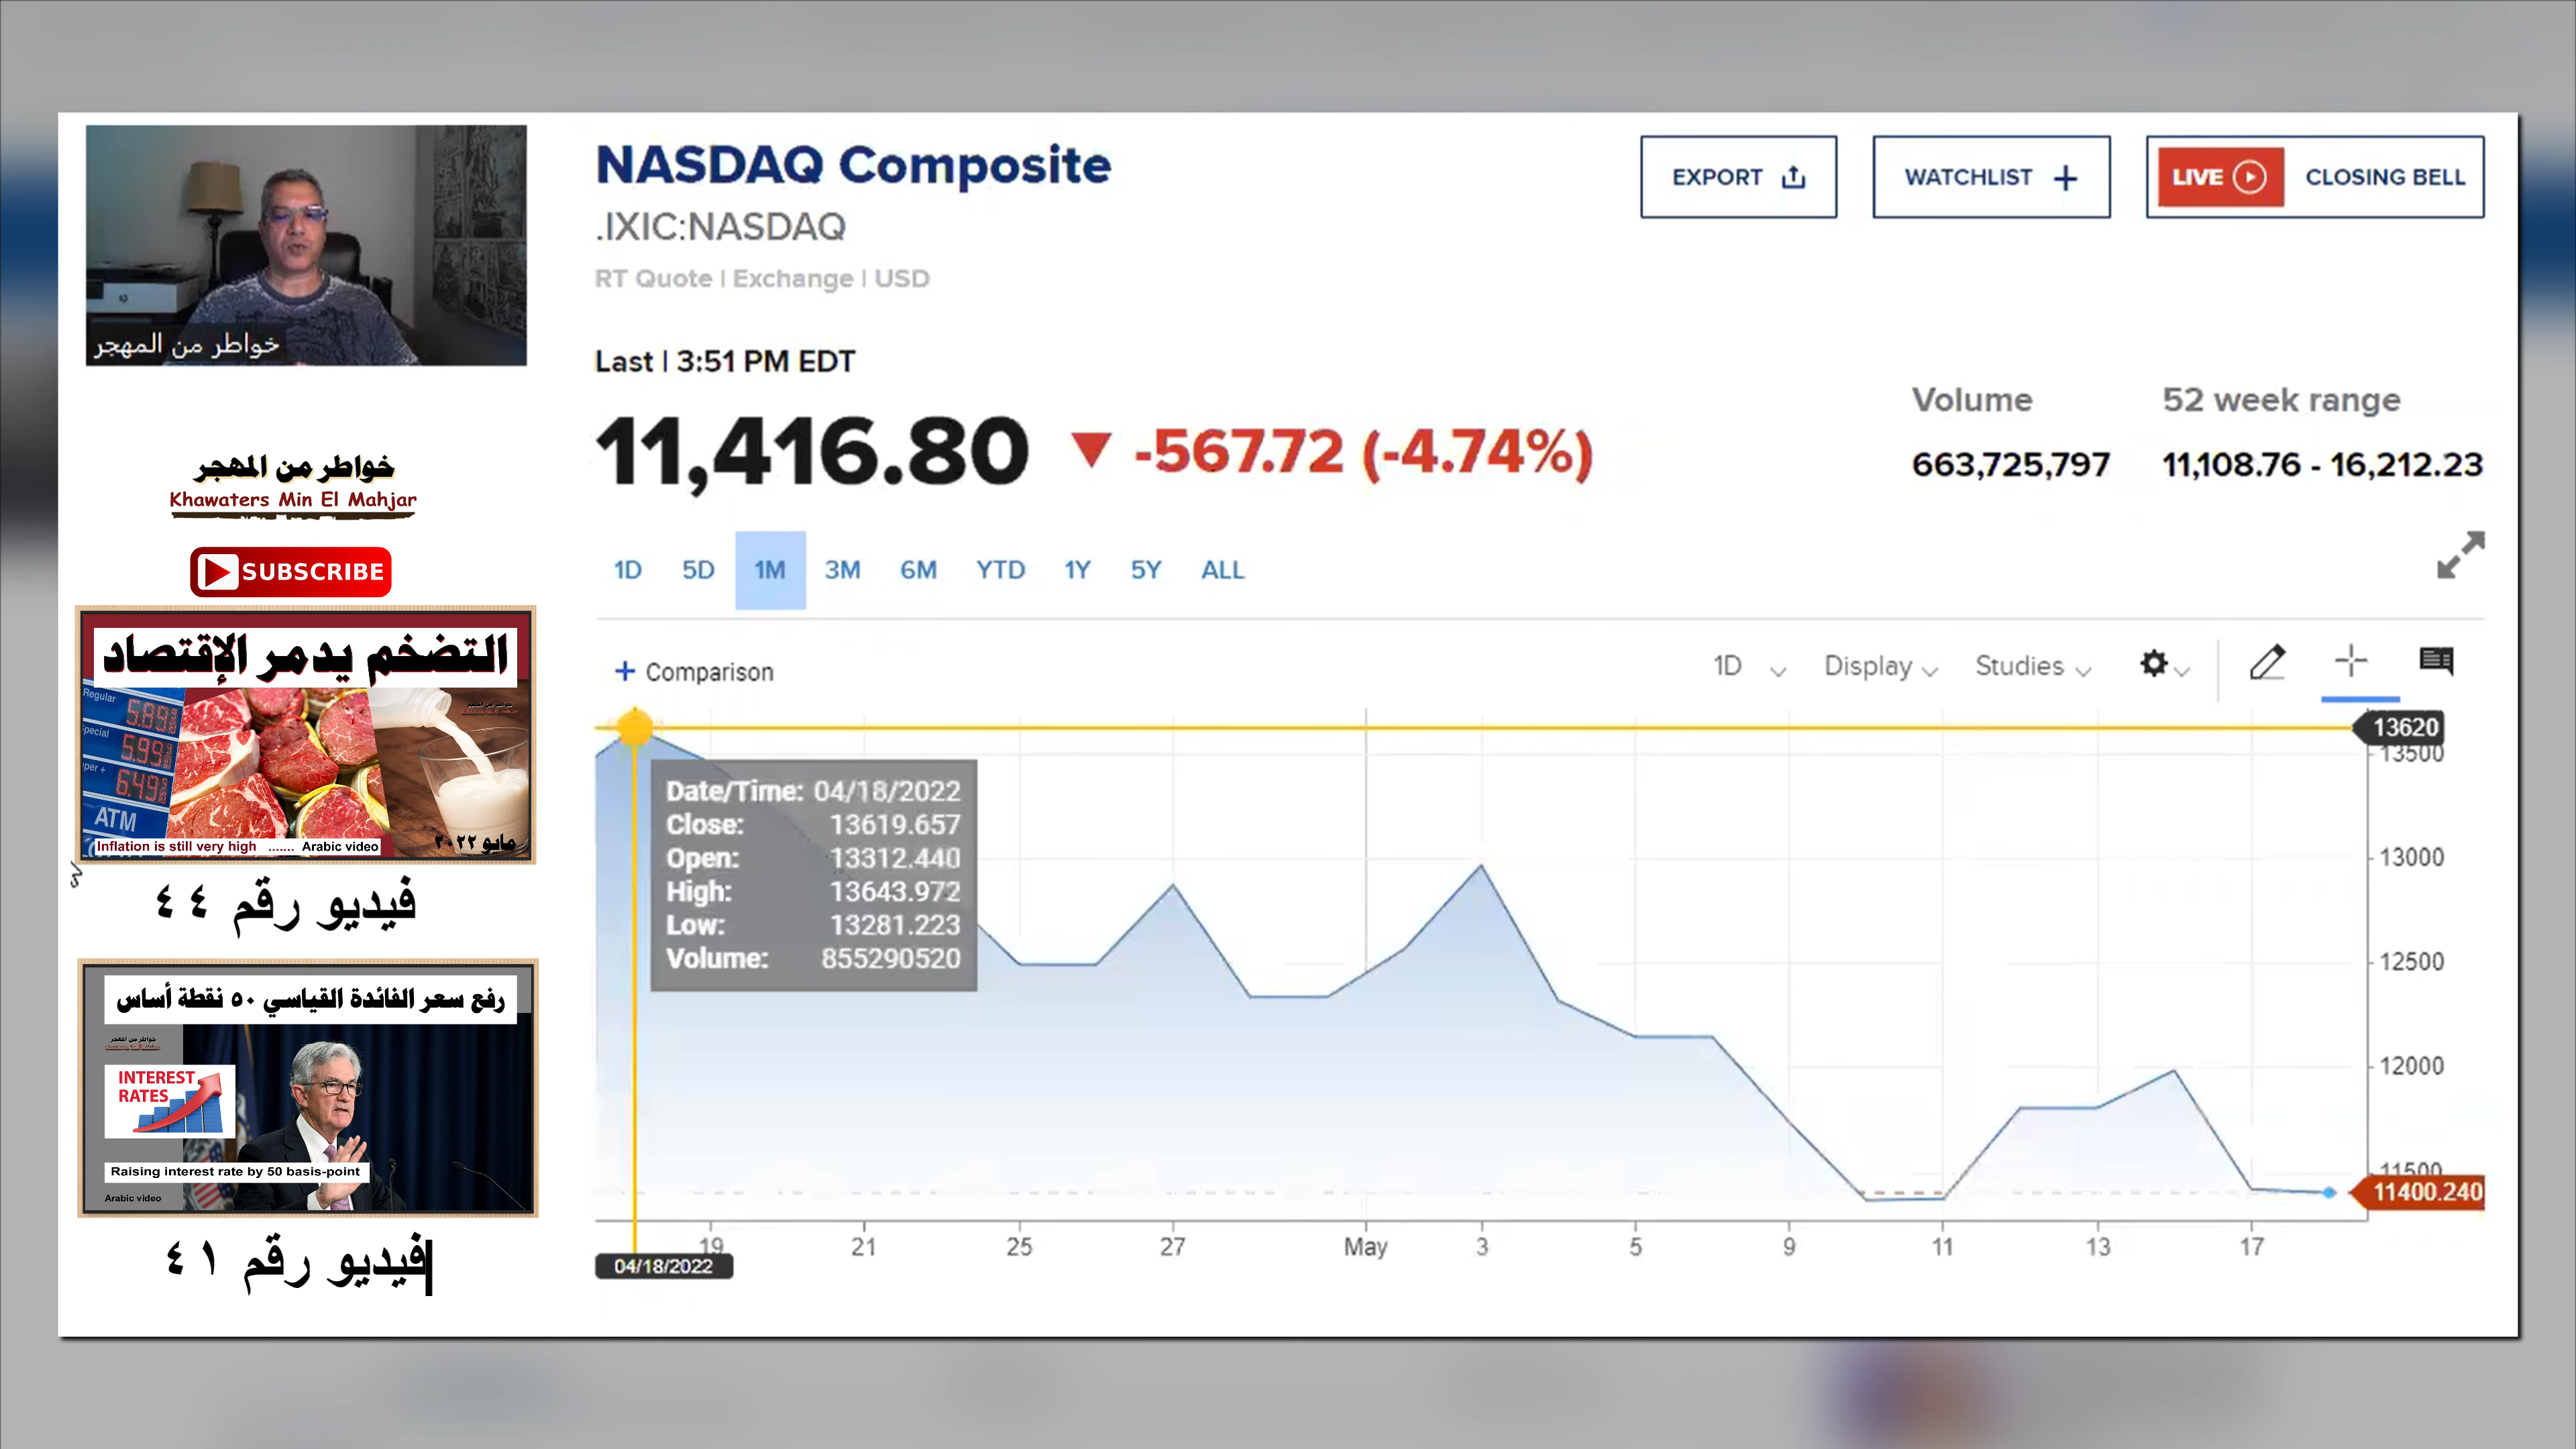 خواطر من المهجر
خواطر من المهجر
Khawaters Min El Mahjar
SUBSCRIBE
التضخم يدمر الإقتصاد
Regular
5.89
5.99
6.49
ATM
Inflation is still very high ....... Arabic video
مايو ٢٠٢٢
فيديو رقم ٤٤
رفع سعر الفائدة القياسي ٥٠ نقطة أساس
خواطر من المهجر
INTEREST
RATES
Raising interest rate by 50 basis-point
Arabic video
فيديو رقم ٤١
NASDAQ Composite
.IXIC:NASDAQ
RT Quote | Exchange | USD
EXPORT
WATCHLIST +
LIVE CLOSING BELL
Last | 3:51 PM EDT
11,416.80 ▼ -567.72 (-4.74%)
Volume
663,725,797
52 week range
11,108.76 - 16,212.23
1D 5D 1M 3M 6M YTD 1Y 5Y ALL
+ Comparison
1D Display Studies
Date/Time: 04/18/2022
Close: 13619.657
Open: 13312.440
High: 13643.972
Low: 13281.223
Volume: 855290520
13620
13500
13000
12500
12000
11500
11400.240
19 21 25 27 May 3 5 9 11 13 17
04/18/2022